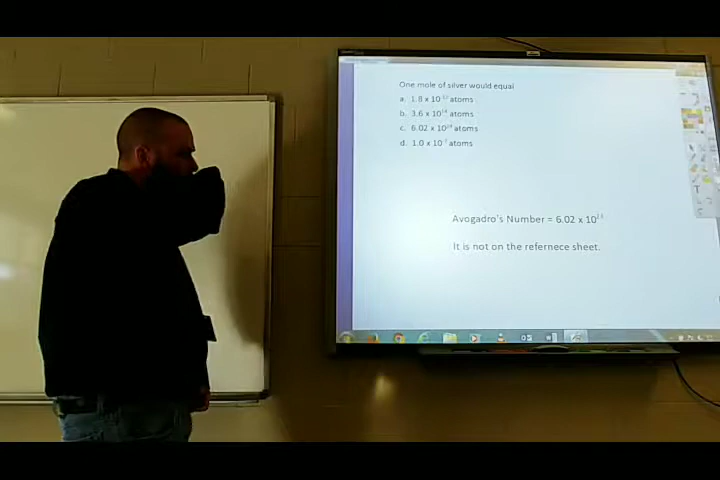 One mole of silver would equal
a. 1.8 x 10 atoms
b. 3.6 x 10 atoms
c. 6.02 x 10 atoms
d. 1.0 x 10 atoms
Avogadro's Number = 6.02 x 10
It is not on the refernece sheet.